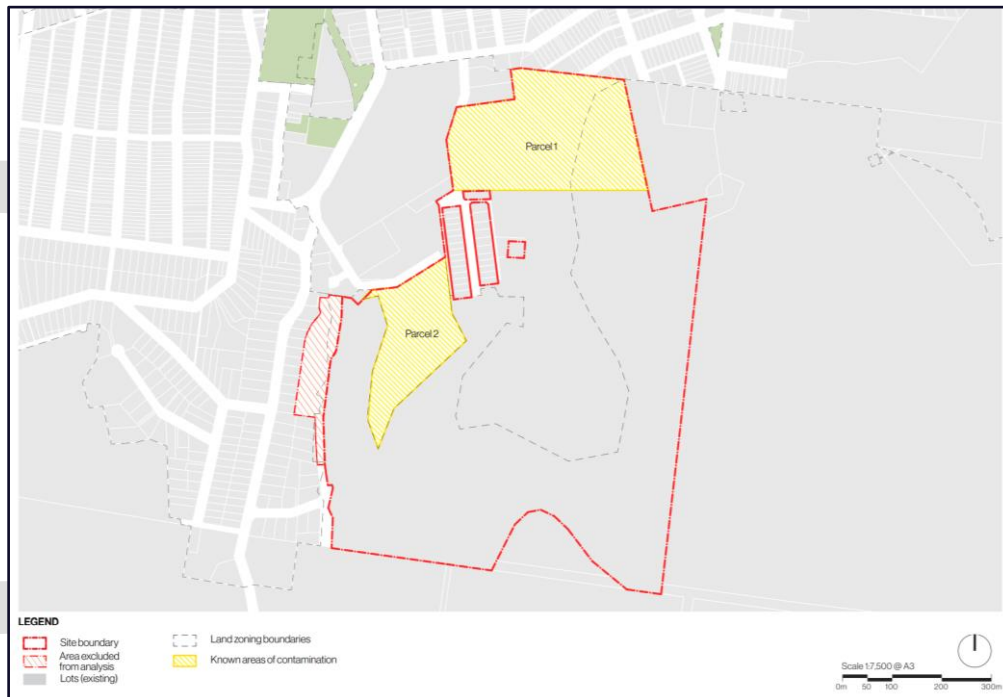 Parcel 1
Parcel 2
LEGEND
Site boundary
Area excluded
from analysis
Lots (existing)
Land zoning boundaries
Known areas of contamination
Scale 1:7,500 @ A3
0m 50 100 200 300m